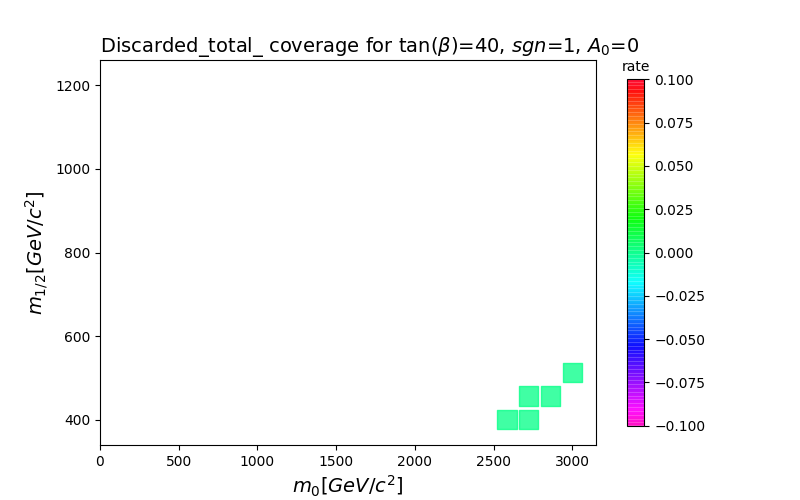 Discarded_total_ coverage for tan(β)=40, sgn=1, A₀=0
rate
0.100
0.075
0.050
0.025
0.000
−0.025
−0.050
−0.075
−0.100
1200
1000
800
600
400
m₁/₂[GeV/c²]
0 500 1000 1500 2000 2500 3000
m₀[GeV/c²]